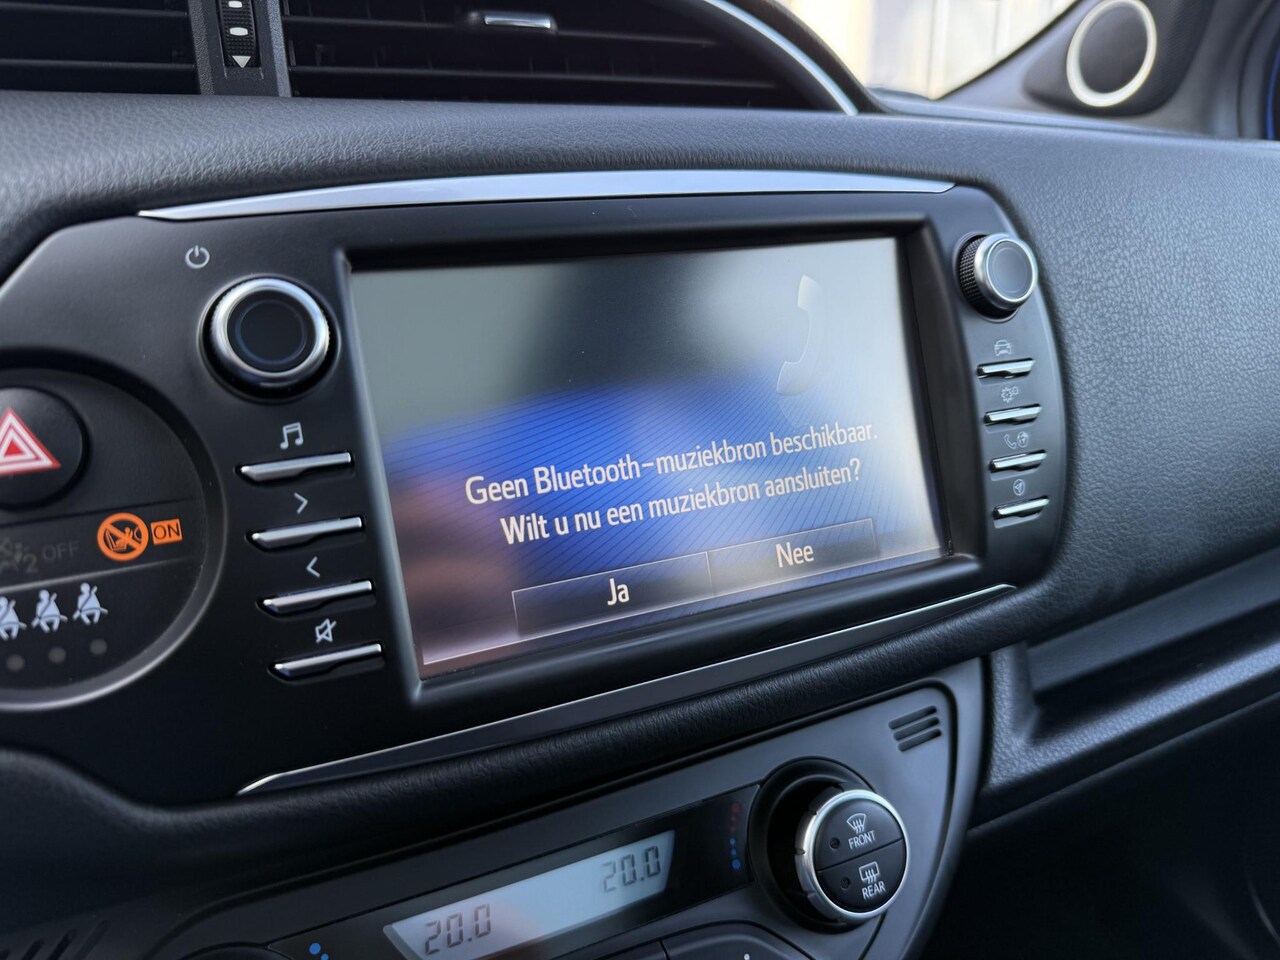 Geen Bluetooth-muziekbron beschikbaar.
Wilt u nu een muziekbron aansluiten?
Ja
Nee
2 OFF
ON
FRONT
REAR
20.0
20.0